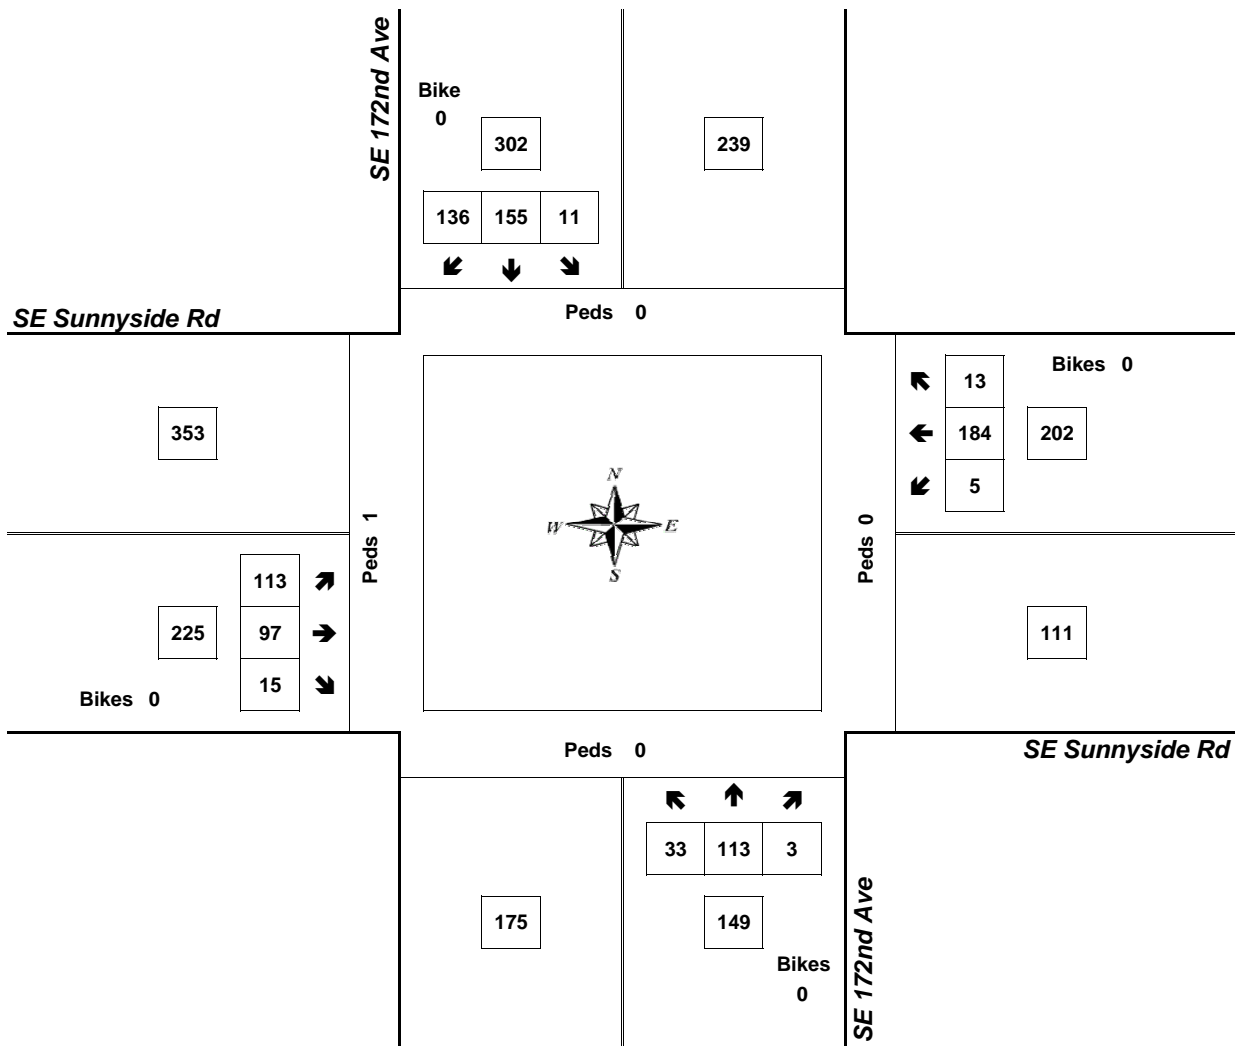 SE 172nd Ave
Bike
0
302
239
136 155 11
Peds 0
SE Sunnyside Rd
Bikes 0
13
353
184 202
5
N
W E
S
Peds 1
Peds 0
113
225 97
111
15
Bikes 0
Peds 0
SE Sunnyside Rd
33 113 3
175
149
Bikes
0
SE 172nd Ave